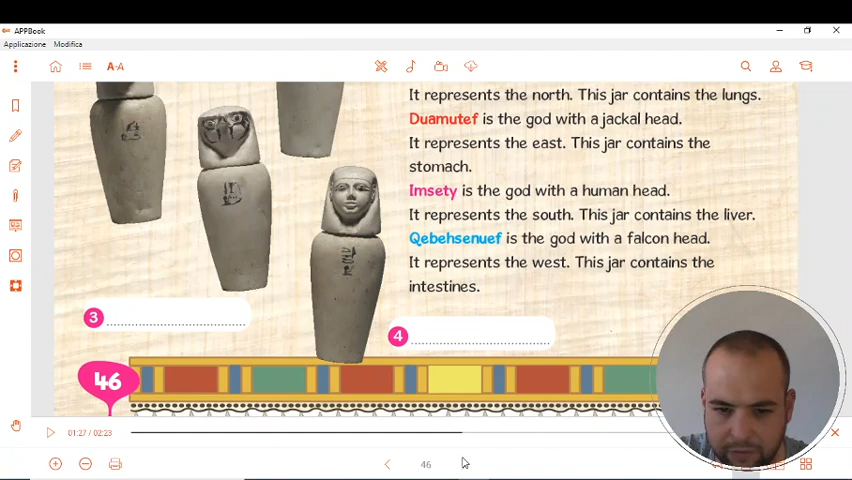 APPBook
Applicazione Modifica
A-A
It represents the north. This jar contains the lungs.
Duamutef is the god with a jackal head.
It represents the east. This jar contains the
stomach.
Imsety is the god with a human head.
It represents the south. This jar contains the liver.
Qebehsenuef is the god with a falcon head.
It represents the west. This jar contains the
intestines.
3
4
46
01:27 / 02:23
46